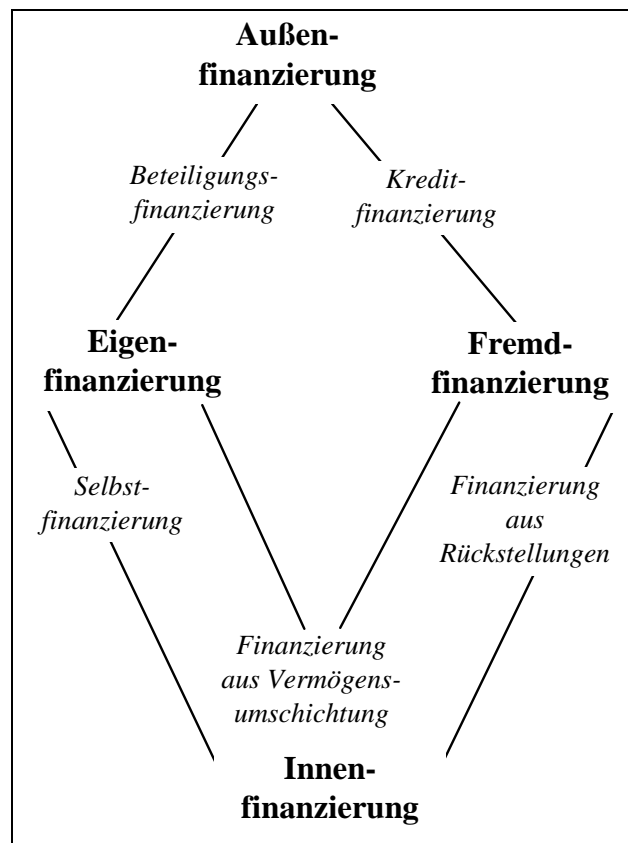 Außen-
finanzierung
Beteiligungs-
finanzierung
Kredit-
finanzierung
Eigen-
finanzierung
Fremd-
finanzierung
Selbst-
finanzierung
Finanzierung
aus
Rückstellungen
Finanzierung
aus Vermögens-
umschichtung
Innen-
finanzierung